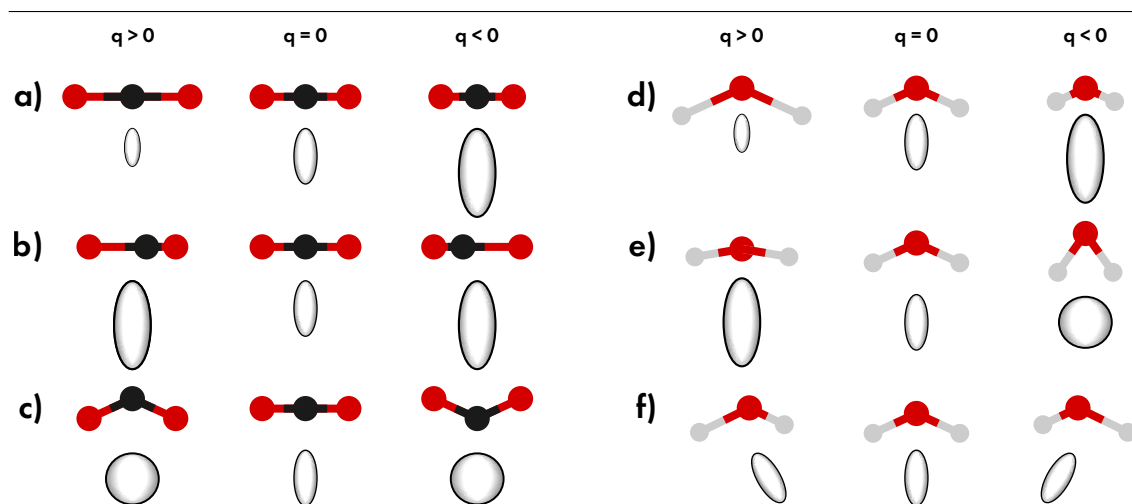 q > 0 q = 0 q < 0 q > 0 q = 0 q < 0
a) d)
b) e)
c) f)